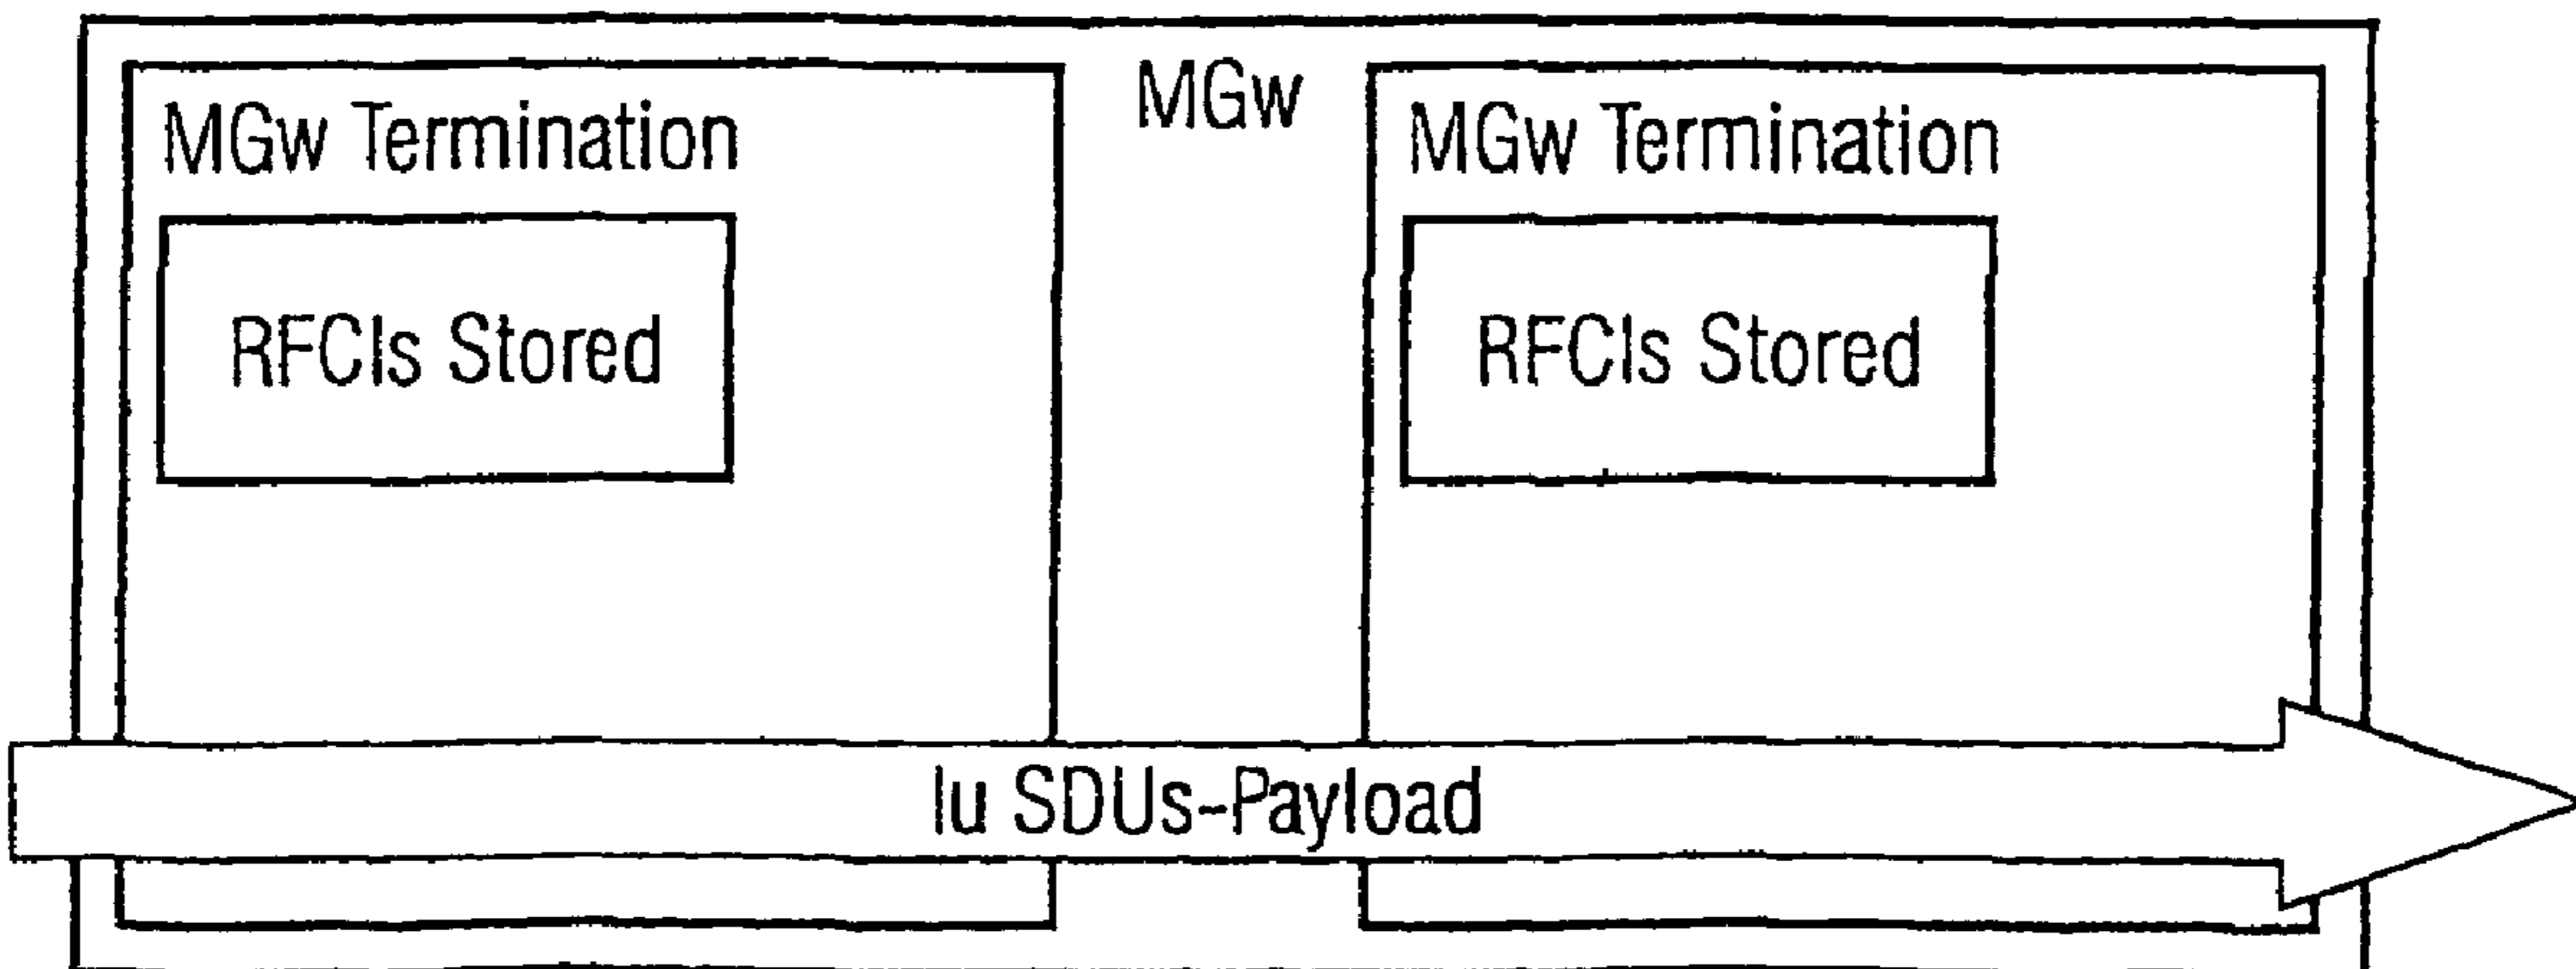 MGw
MGw Termination
RFCIs Stored
MGw Termination
RFCIs Stored
Iu SDUs-Payload